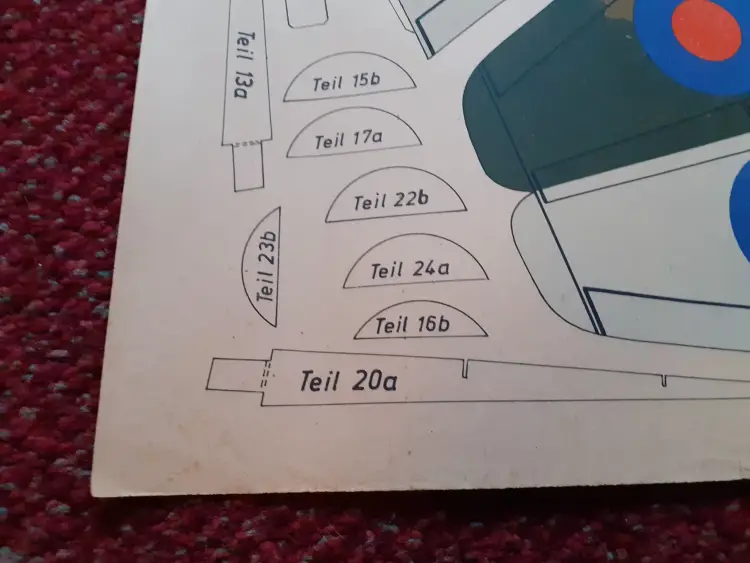 Teil 13a
Teil 15b
Teil 17a
Teil 22b
Teil 23b
Teil 24a
Teil 16b
Teil 20a